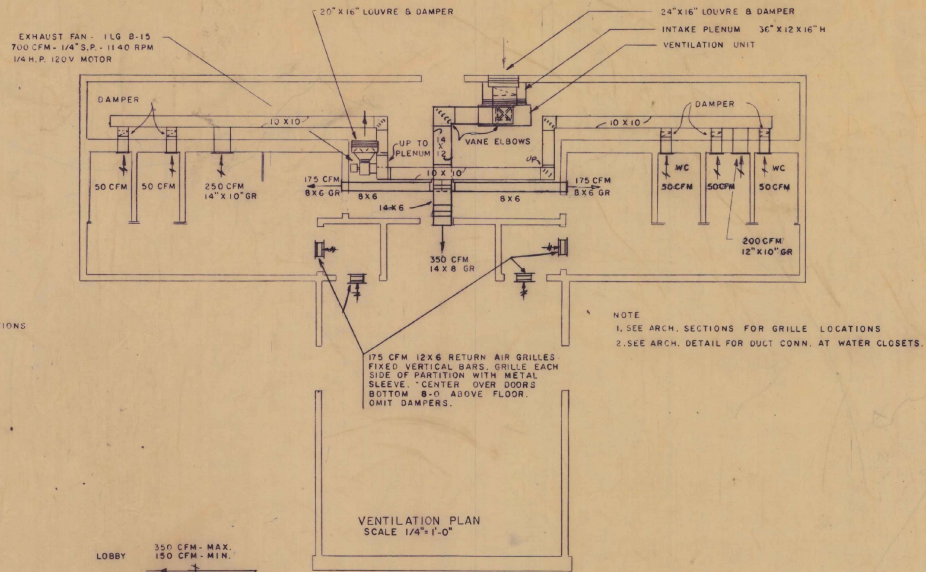 20" X 16" LOUVRE & DAMPER
24" X 16" LOUVRE & DAMPER
INTAKE PLENUM 36" X 12 X 16" H
VENTILATION UNIT
EXHAUST FAN - ILG B-15
700 CFM - 1/4" S.P. - 1140 RPM
1/4 H.P. 120V MOTOR
DAMPER
10 X 10
UP TO PLENUM
14 X 12
VANE ELBOWS
10 X 10
DAMPER
UP
50 CFM
50 CFM
250 CFM
14" X 10" GR
175 CFM
8 X 6 GR
8 X 6
10 X 10
14 X 6
8 X 6
175 CFM
8 X 6 GR
WC
50 CFM
50 CFM
WC
50 CFM
200 CFM
12" X 10" GR
350 CFM
14 X 8 GR
IONS
NOTE
1. SEE ARCH. SECTIONS FOR GRILLE LOCATIONS
2. SEE ARCH. DETAIL FOR DUCT CONN. AT WATER CLOSETS.
175 CFM 12X6 RETURN AIR GRILLES
FIXED VERTICAL BARS, GRILLE EACH
SIDE OF PARTITION WITH METAL
SLEEVE. CENTER OVER DOORS
BOTTOM 8-0 ABOVE FLOOR.
OMIT DAMPERS.
VENTILATION PLAN
SCALE 1/4" = 1'-0"
LOBBY
350 CFM - MAX.
150 CFM - MIN.